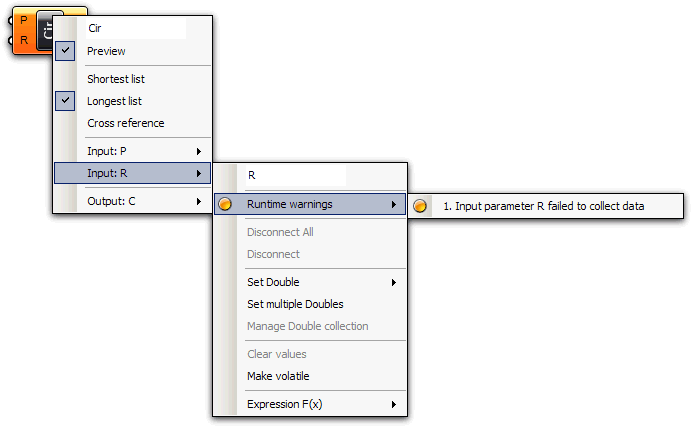 P
R
Cir
Cir
Preview
Shortest list
Longest list
Cross reference
Input: P
Input: R
Output: C
R
Runtime warnings
1. Input parameter R failed to collect data
Disconnect All
Disconnect
Set Double
Set multiple Doubles
Manage Double collection
Clear values
Make volatile
Expression F(x)